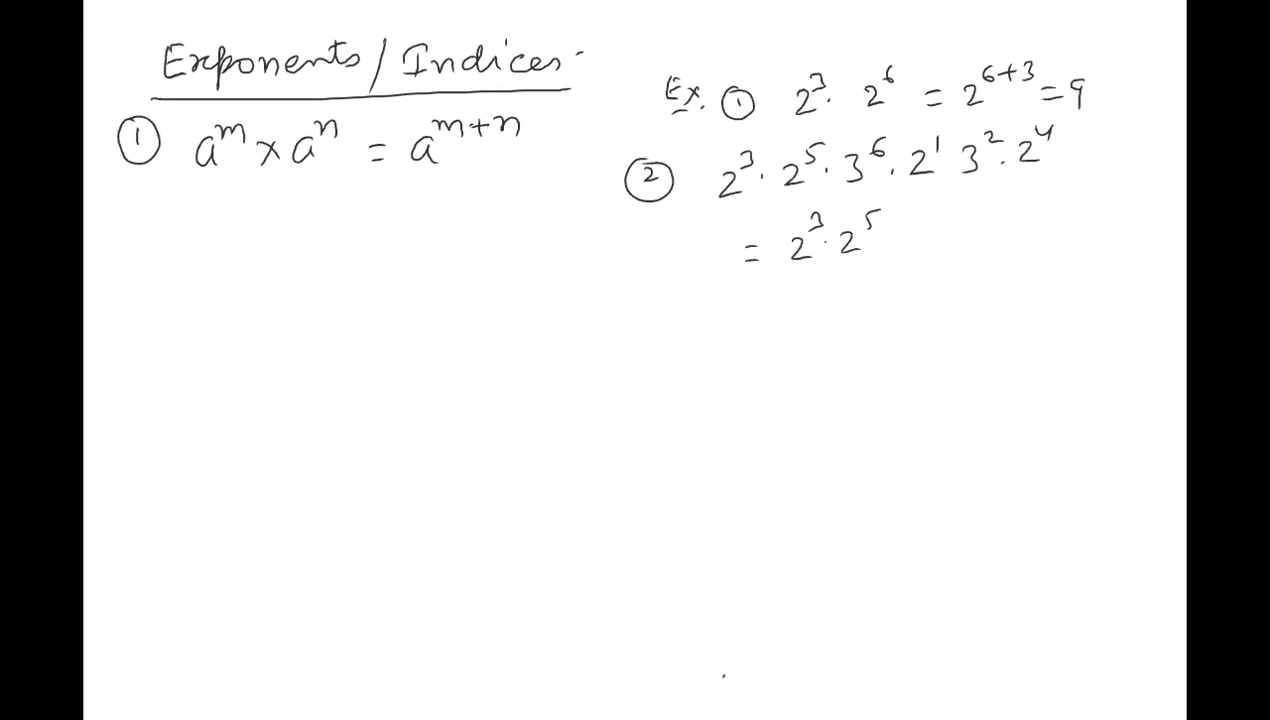 Exponents / Indices
① a^m × a^n = a^{m+n}
Ex. ① 2^3 · 2^6 = 2^{6+3} = 9
② 2^3 · 2^5 · 3^6 · 2^1 3^2 · 2^4
= 2^3 · 2^5